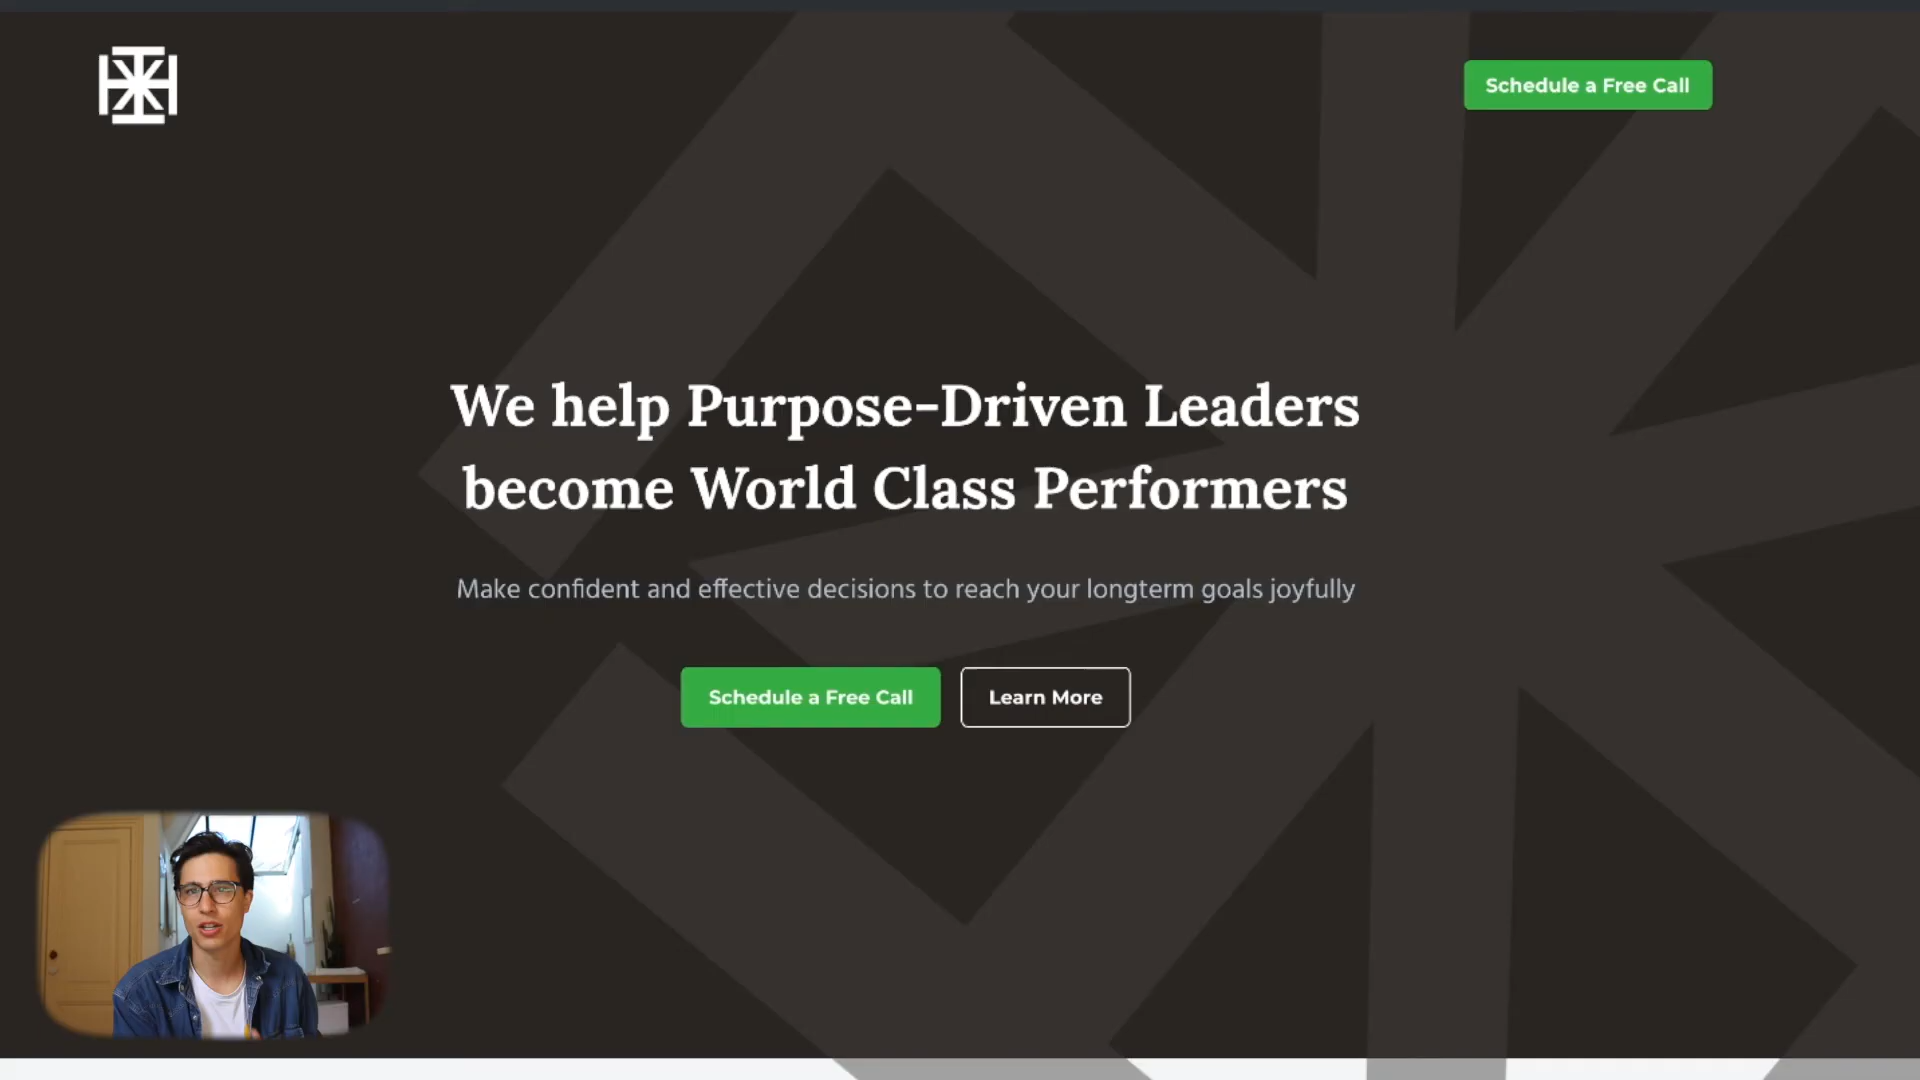 Schedule a Free Call
We help Purpose-Driven Leaders
become World Class Performers
Make confident and effective decisions to reach your longterm goals joyfully
Schedule a Free Call
Learn More